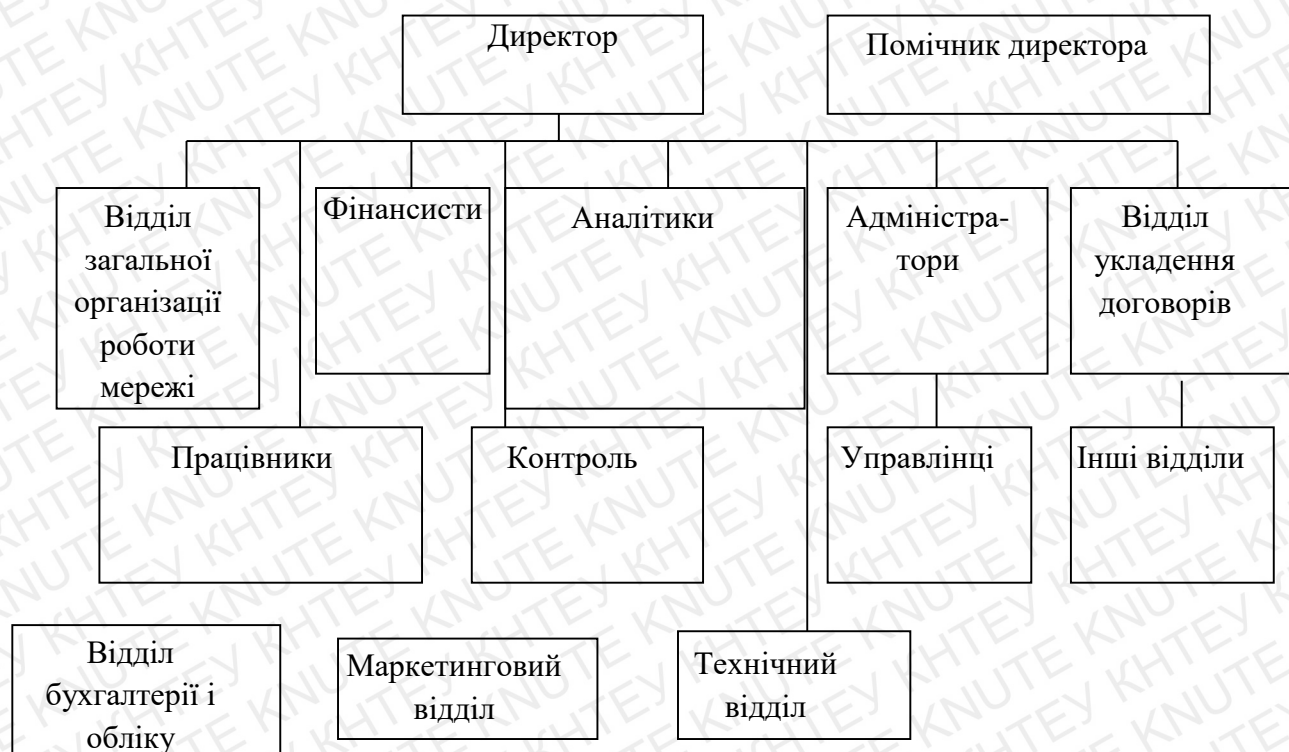 Директор
Помічник директора
Відділ
загальної
організації
роботи
мережі
Фінансисти
Аналітики
Адміністра-
тори
Відділ
укладення
договорів
Працівники
Контроль
Управлінці
Інші відділи
Відділ
бухгалтерії і
обліку
Маркетинговий
відділ
Технічний
відділ